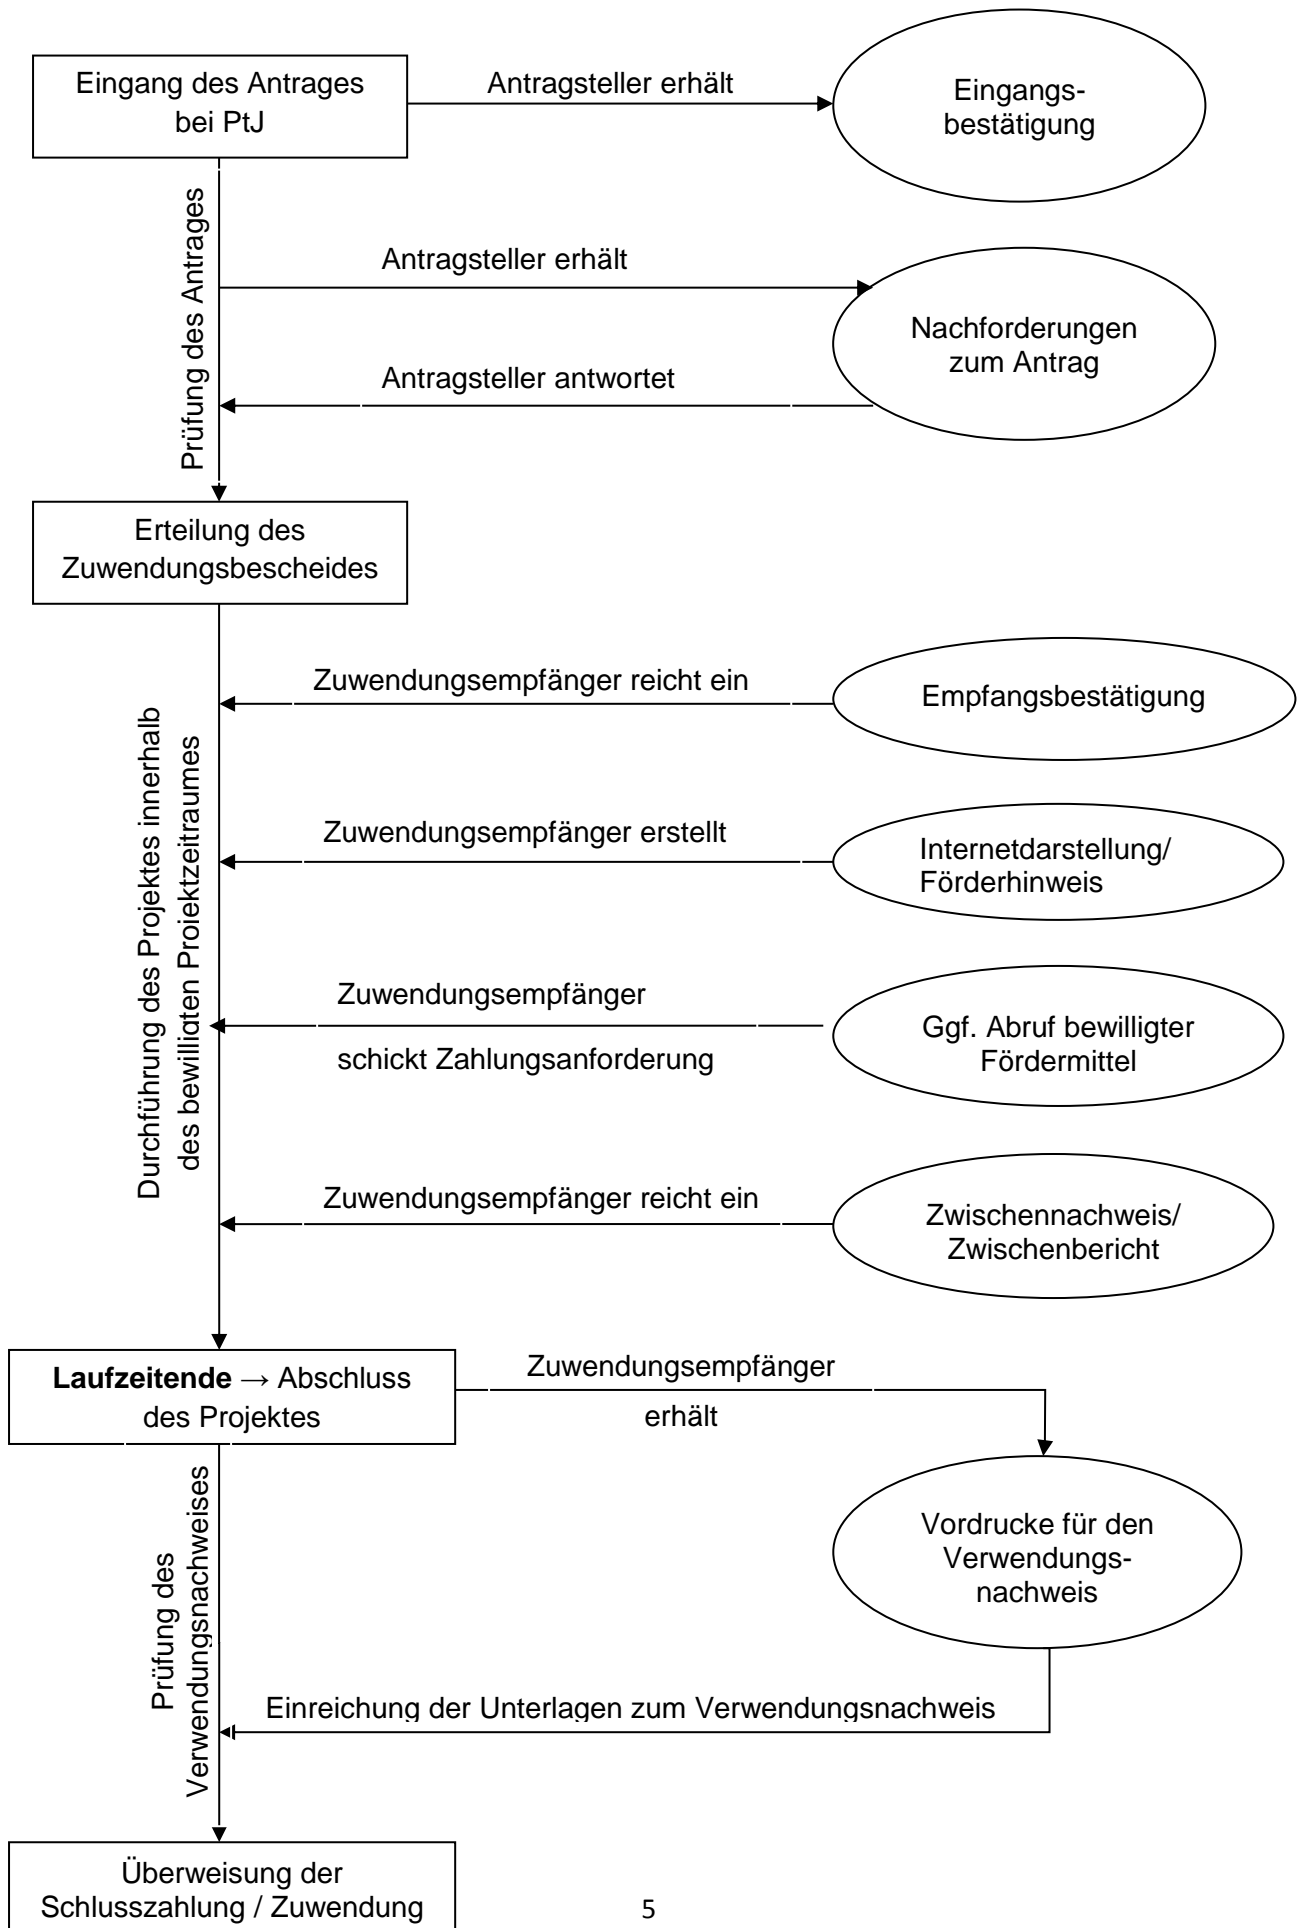 Eingang des Antrages
bei PtJ
Antragsteller erhält
Eingangs-
bestätigung
Prüfung des Antrages
Antragsteller erhält
Nachforderungen
zum Antrag
Antragsteller antwortet
Erteilung des
Zuwendungsbescheides
Durchführung des Projektes innerhalb
des bewilligten Projektzeitraumes
Zuwendungsempfänger reicht ein
Empfangsbestätigung
Zuwendungsempfänger erstellt
Internetdarstellung/
Förderhinweis
Zuwendungsempfänger
schickt Zahlungsanforderung
Ggf. Abruf bewilligter
Fördermittel
Zuwendungsempfänger reicht ein
Zwischennachweis/
Zwischenbericht
Laufzeitende → Abschluss
des Projektes
Zuwendungsempfänger
erhält
Vordrucke für den
Verwendungs-
nachweis
Prüfung des
Verwendungsnachweises
Einreichung der Unterlagen zum Verwendungsnachweis
Überweisung der
Schlusszahlung / Zuwendung
5